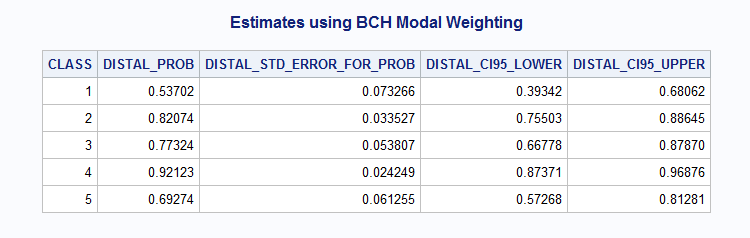 Estimates using BCH Modal Weighting
CLASS DISTAL_PROB DISTAL_STD_ERROR_FOR_PROB DISTAL_CI95_LOWER DISTAL_CI95_UPPER
1 0.53702 0.073266 0.39342 0.68062
2 0.82074 0.033527 0.75503 0.88645
3 0.77324 0.053807 0.66778 0.87870
4 0.92123 0.024249 0.87371 0.96876
5 0.69274 0.061255 0.57268 0.81281